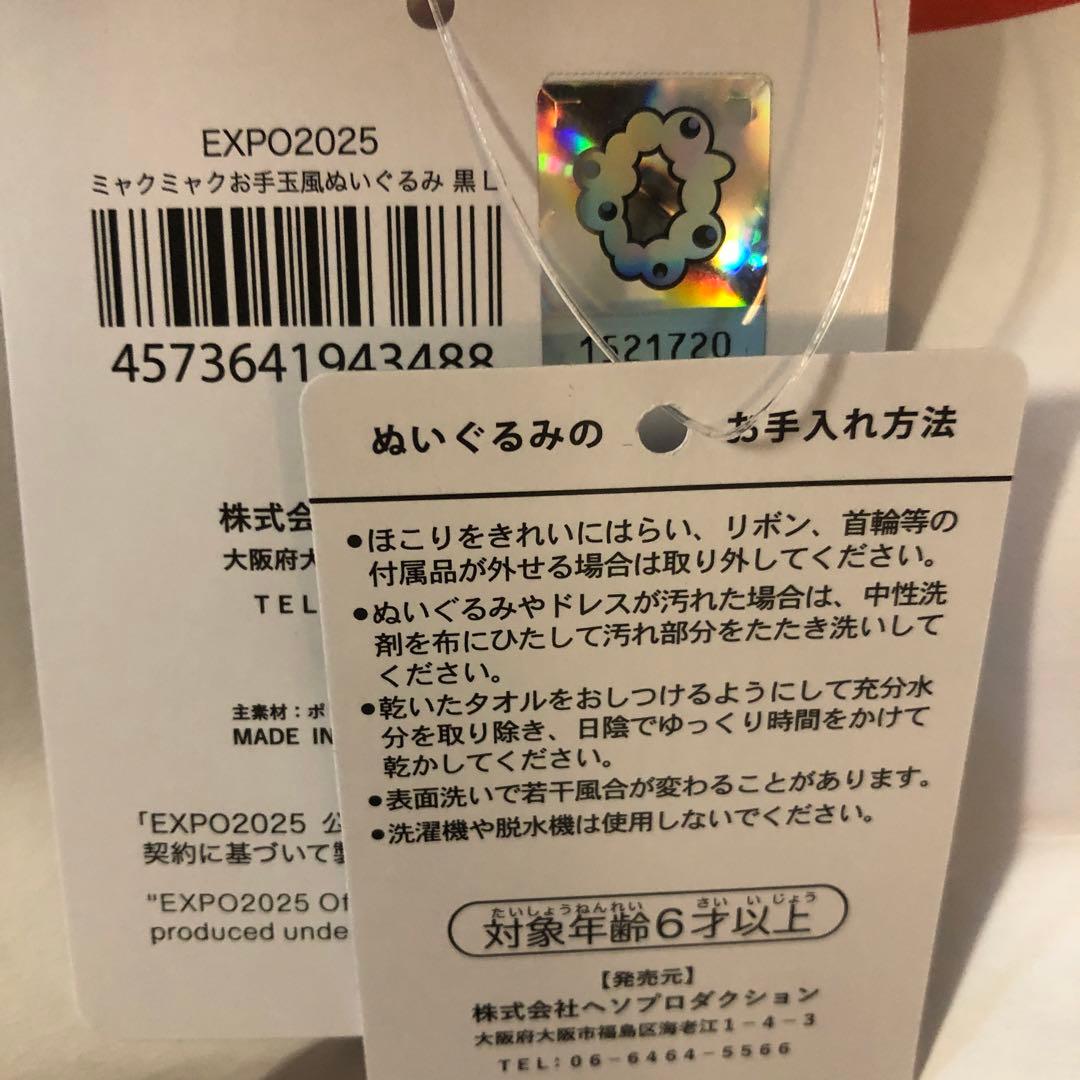 EXPO2025
ミャクミャクお手玉風ぬいぐるみ 黒 L
4573641943488
1521720
株式会
大阪府大
TEL
主素材：ポ
MADE IN
「EXPO2025 公
契約に基づいて製
"EXPO2025 Of
produced unde
ぬいぐるみの お手入れ方法
●ほこりをきれいにはらい、リボン、首輪等の
付属品が外せる場合は取り外してください。
●ぬいぐるみやドレスが汚れた場合は、中性洗
剤を布にひたして汚れ部分をたたき洗いして
ください。
●乾いたタオルをおしつけるようにして充分水
分を取り除き、日陰でゆっくり時間をかけて
乾かしてください。
●表面洗いで若干風合が変わることがあります。
●洗濯機や脱水機は使用しないでください。
たいしょうねんれい さい い じょう
対象年齢6才以上
【発売元】
株式会社ヘソプロダクション
大阪府大阪市福島区海老江1-4-3
TEL:06-6464-5566